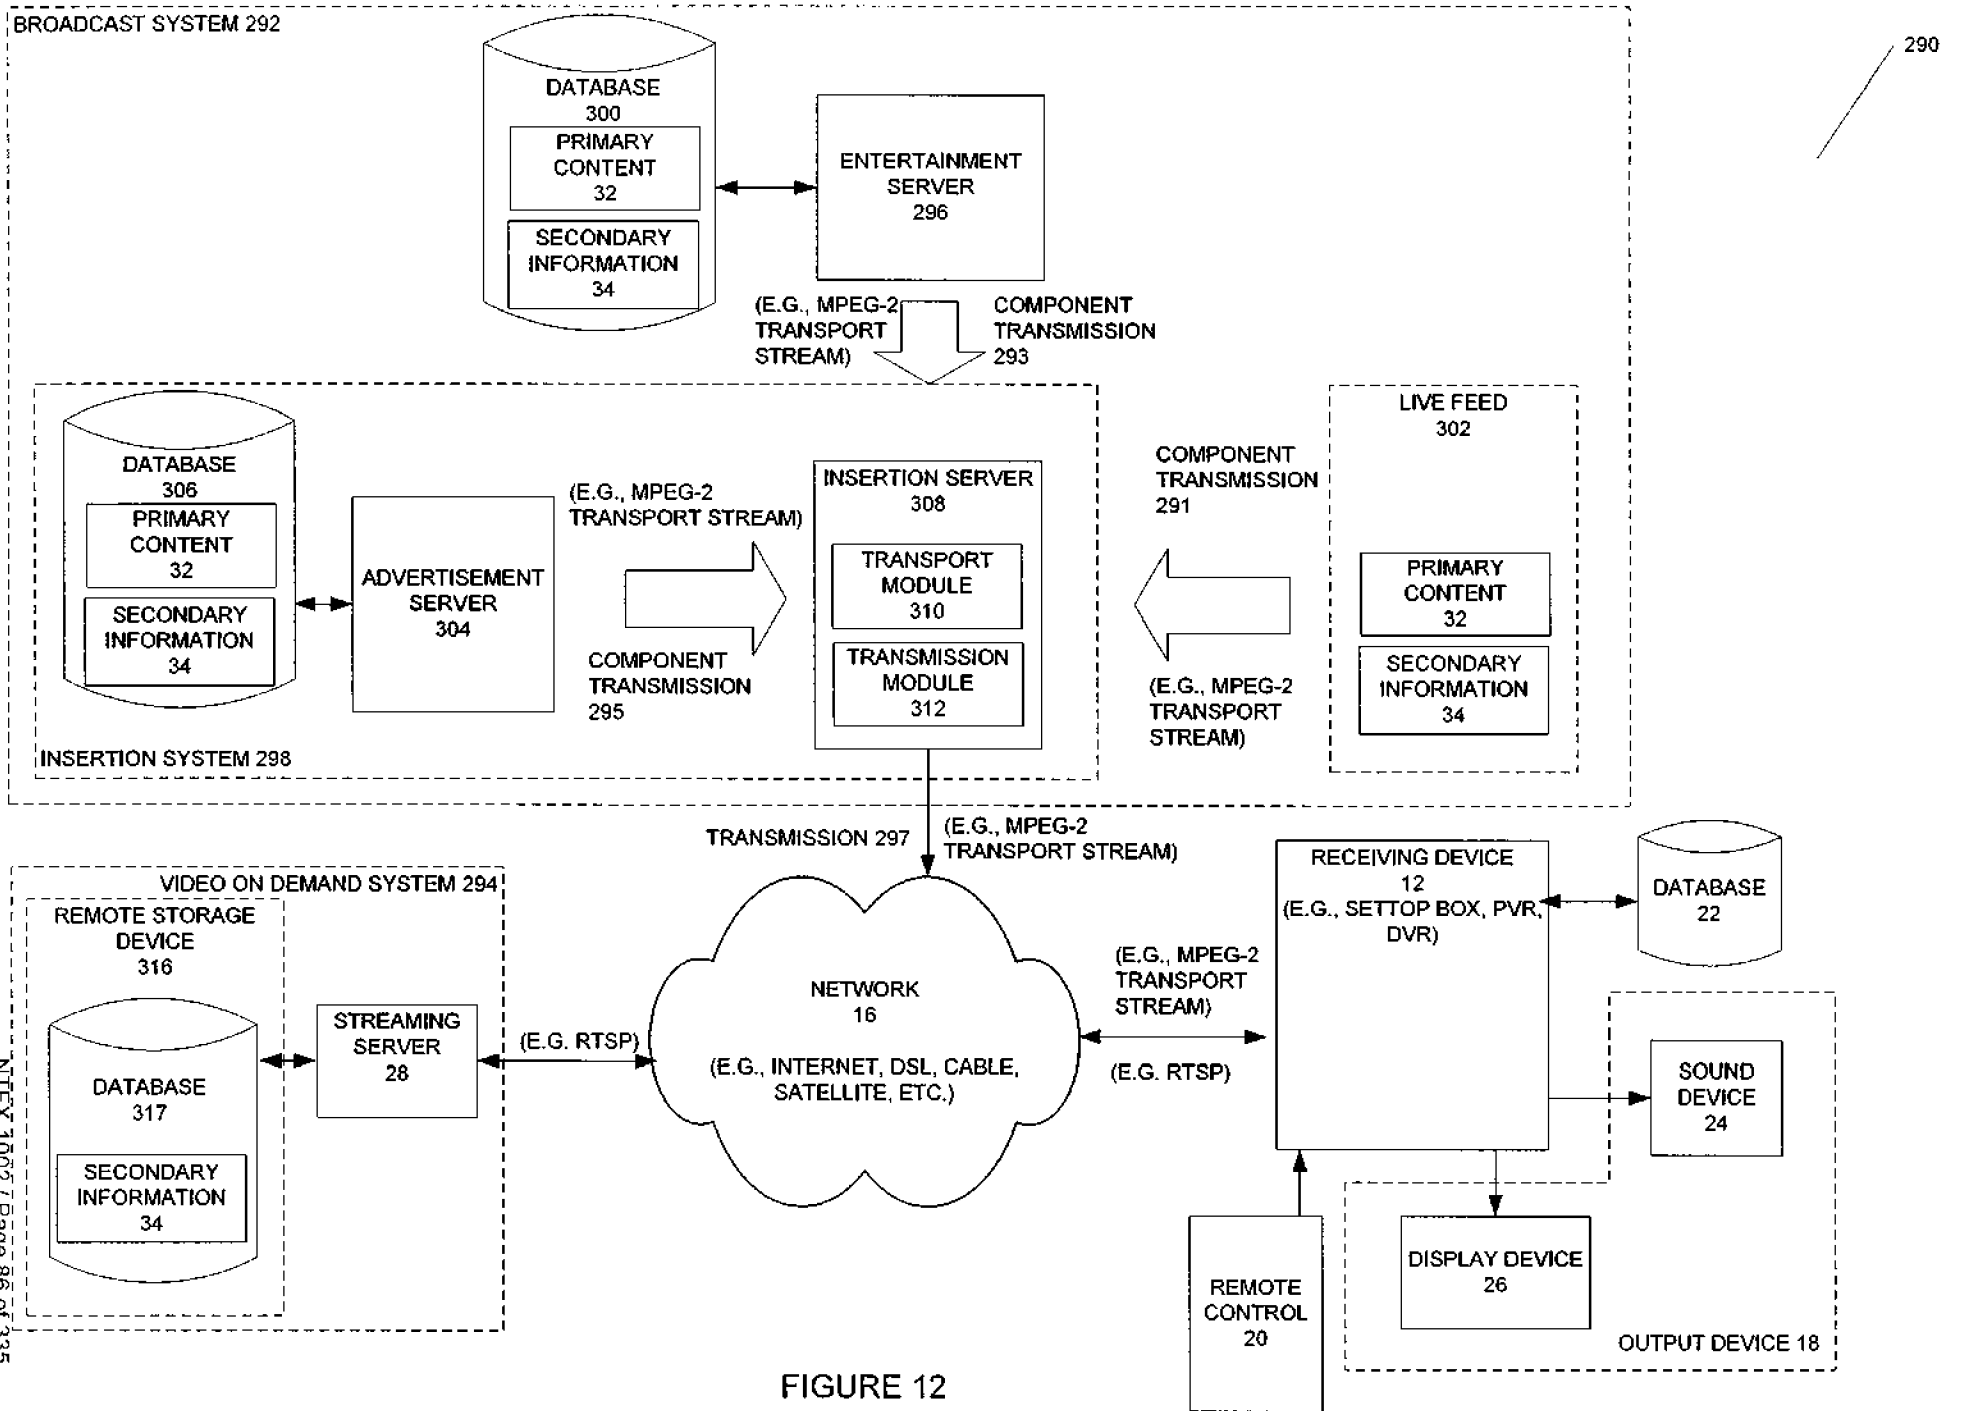 BROADCAST SYSTEM 292
290
DATABASE
300
PRIMARY
CONTENT
32
SECONDARY
INFORMATION
34
ENTERTAINMENT
SERVER
296
(E.G., MPEG-2
TRANSPORT
STREAM)
COMPONENT
TRANSMISSION
293
DATABASE
306
PRIMARY
CONTENT
32
SECONDARY
INFORMATION
34
ADVERTISEMENT
SERVER
304
(E.G., MPEG-2
TRANSPORT STREAM)
COMPONENT
TRANSMISSION
295
INSERTION SERVER
308
TRANSPORT
MODULE
310
TRANSMISSION
MODULE
312
INSERTION SYSTEM 298
COMPONENT
TRANSMISSION
291
(E.G., MPEG-2
TRANSPORT
STREAM)
LIVE FEED
302
PRIMARY
CONTENT
32
SECONDARY
INFORMATION
34
TRANSMISSION 297
(E.G., MPEG-2
TRANSPORT STREAM)
VIDEO ON DEMAND SYSTEM 294
REMOTE STORAGE
DEVICE
316
DATABASE
317
SECONDARY
INFORMATION
34
STREAMING
SERVER
28
(E.G. RTSP)
NETWORK
16
(E.G., INTERNET, DSL, CABLE,
SATELLITE, ETC.)
(E.G., MPEG-2
TRANSPORT
STREAM)
(E.G. RTSP)
RECEIVING DEVICE
12
(E.G., SETTOP BOX, PVR,
DVR)
DATABASE
22
SOUND
DEVICE
24
DISPLAY DEVICE
26
OUTPUT DEVICE 18
REMOTE
CONTROL
20
FIGURE 12
1002 / Page 86 of 335